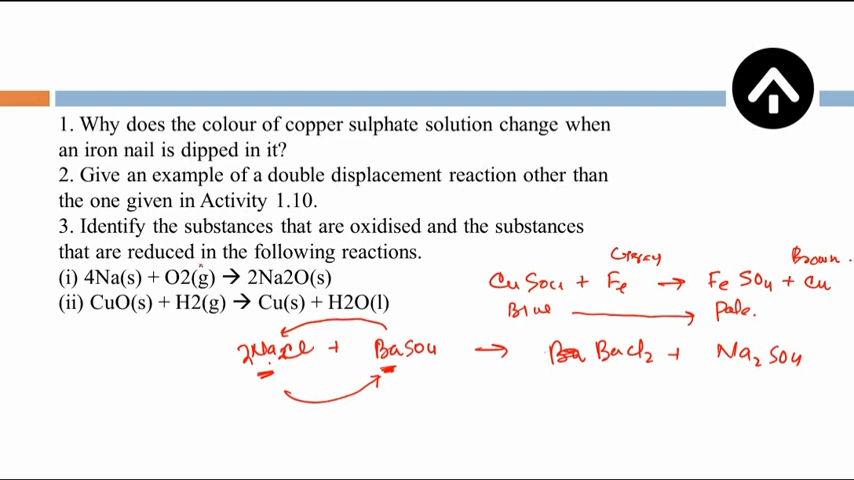 1. Why does the colour of copper sulphate solution change when
an iron nail is dipped in it?
2. Give an example of a double displacement reaction other than
the one given in Activity 1.10.
3. Identify the substances that are oxidised and the substances
that are reduced in the following reactions.
(i) 4Na(s) + O2(g) → 2Na2O(s)
(ii) CuO(s) + H2(g) → Cu(s) + H2O(l)
Brown
CuSO4 + Fe → FeSO4 + Cu
Blue → Pale.
+ BaSO4 → BaCl2 + Na2SO4